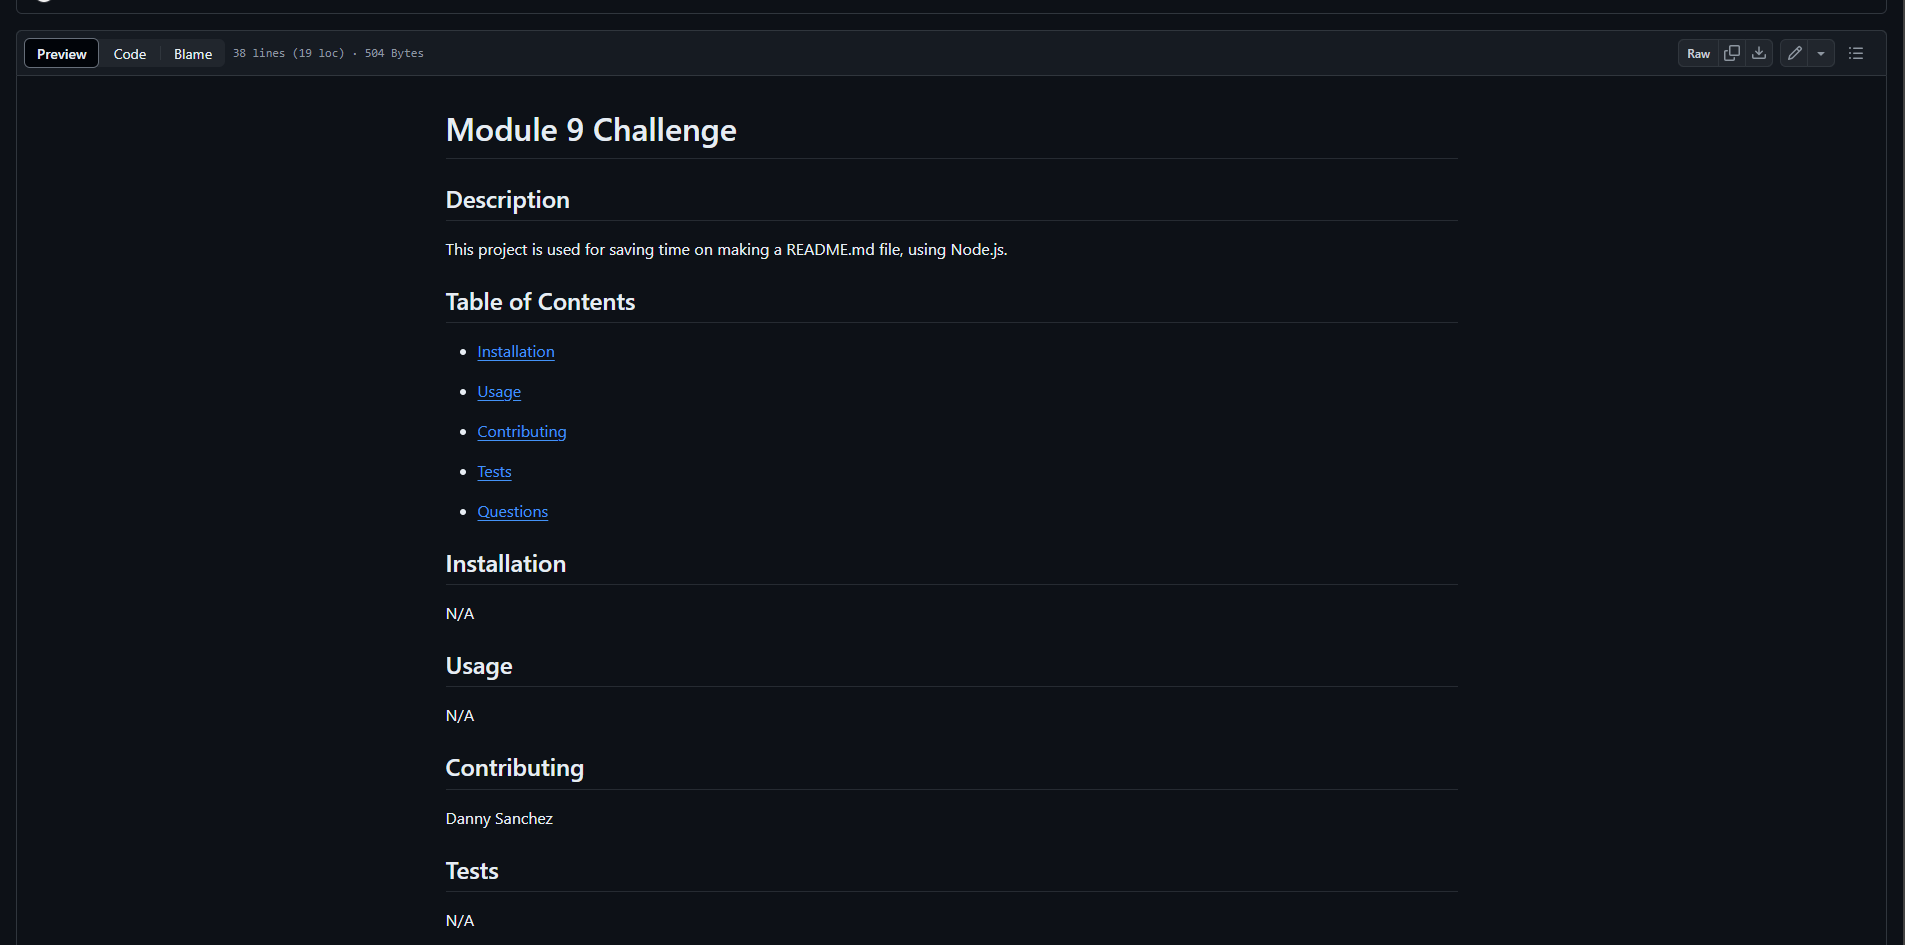 Preview Code Blame 38 lines (19 loc) · 504 Bytes Raw
Module 9 Challenge
Description
This project is used for saving time on making a README.md file, using Node.js.
Table of Contents
Installation
Usage
Contributing
Tests
Questions
Installation
N/A
Usage
N/A
Contributing
Danny Sanchez
Tests
N/A